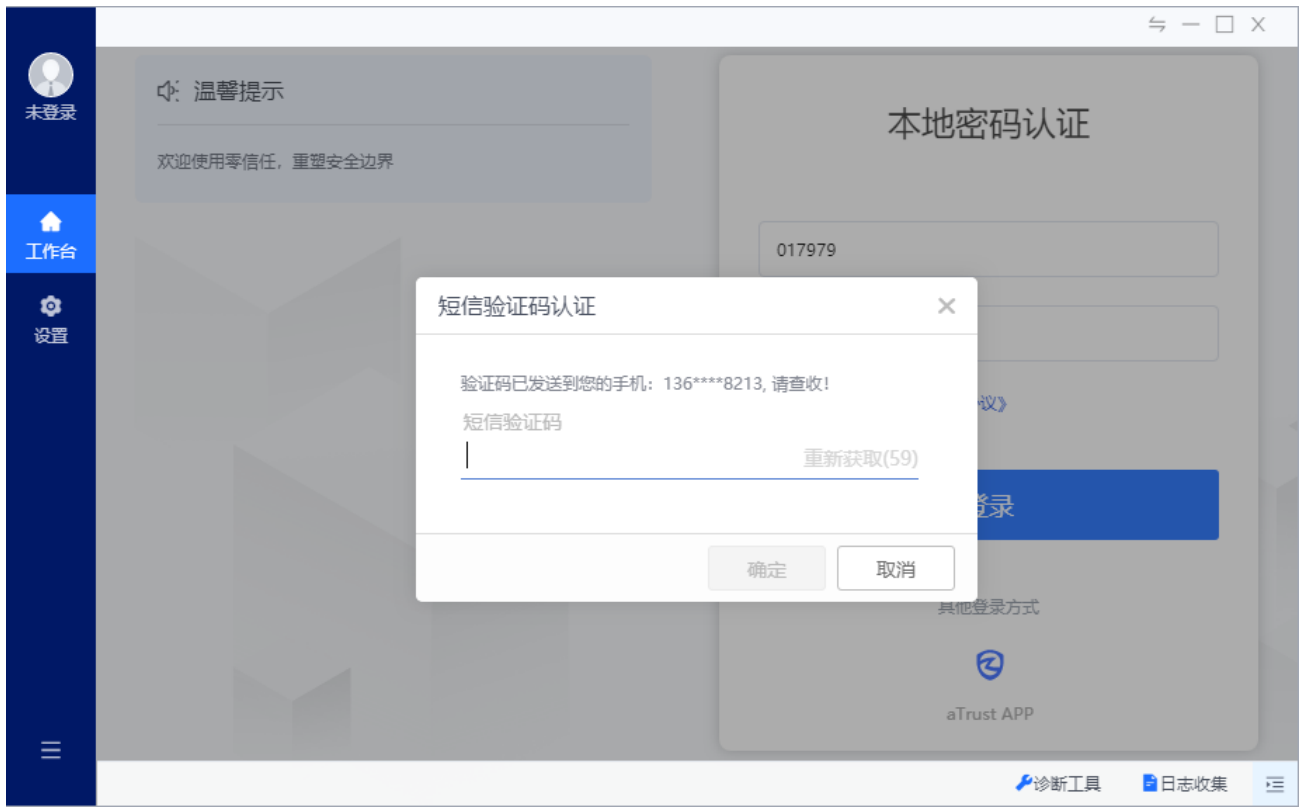 未登录
工作台
设置
温馨提示
欢迎使用零信任，重塑安全边界
本地密码认证
017979
议》
登录
其他登录方式
aTrust APP
短信验证码认证
验证码已发送到您的手机：136****8213, 请查收!
短信验证码
重新获取(59)
确定
取消
诊断工具
日志收集